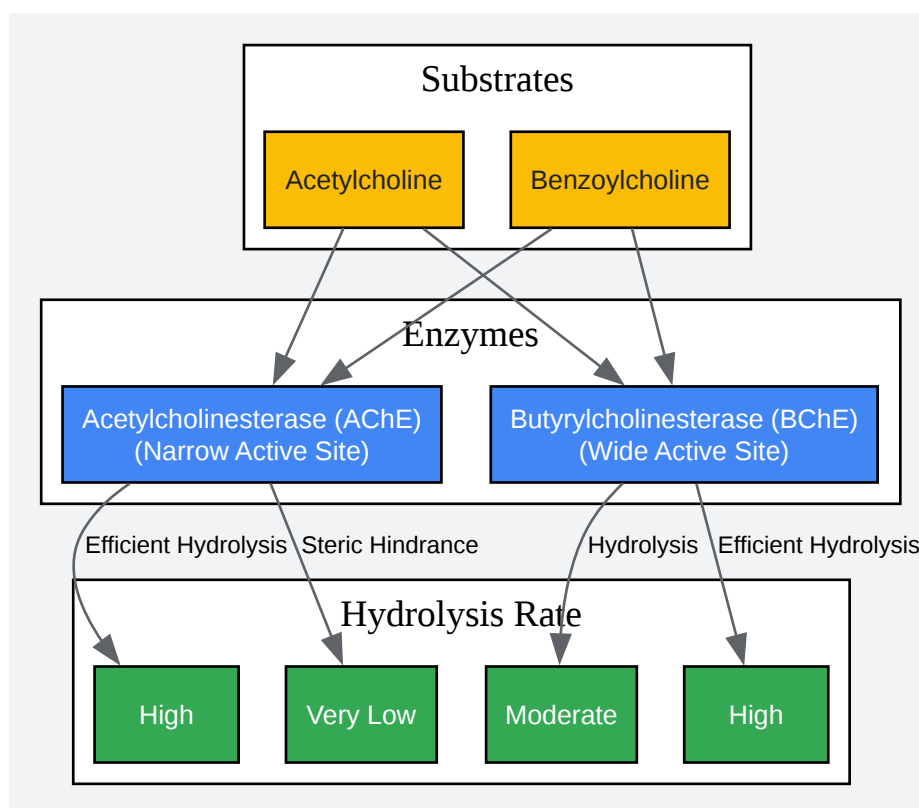 Substrates
Acetylcholine
Benzoylcholine
Enzymes
Acetylcholinesterase (AChE)
(Narrow Active Site)
Butyrylcholinesterase (BChE)
(Wide Active Site)
Efficient Hydrolysis
Steric Hindrance
Hydrolysis
Efficient Hydrolysis
Hydrolysis Rate
High
Very Low
Moderate
High